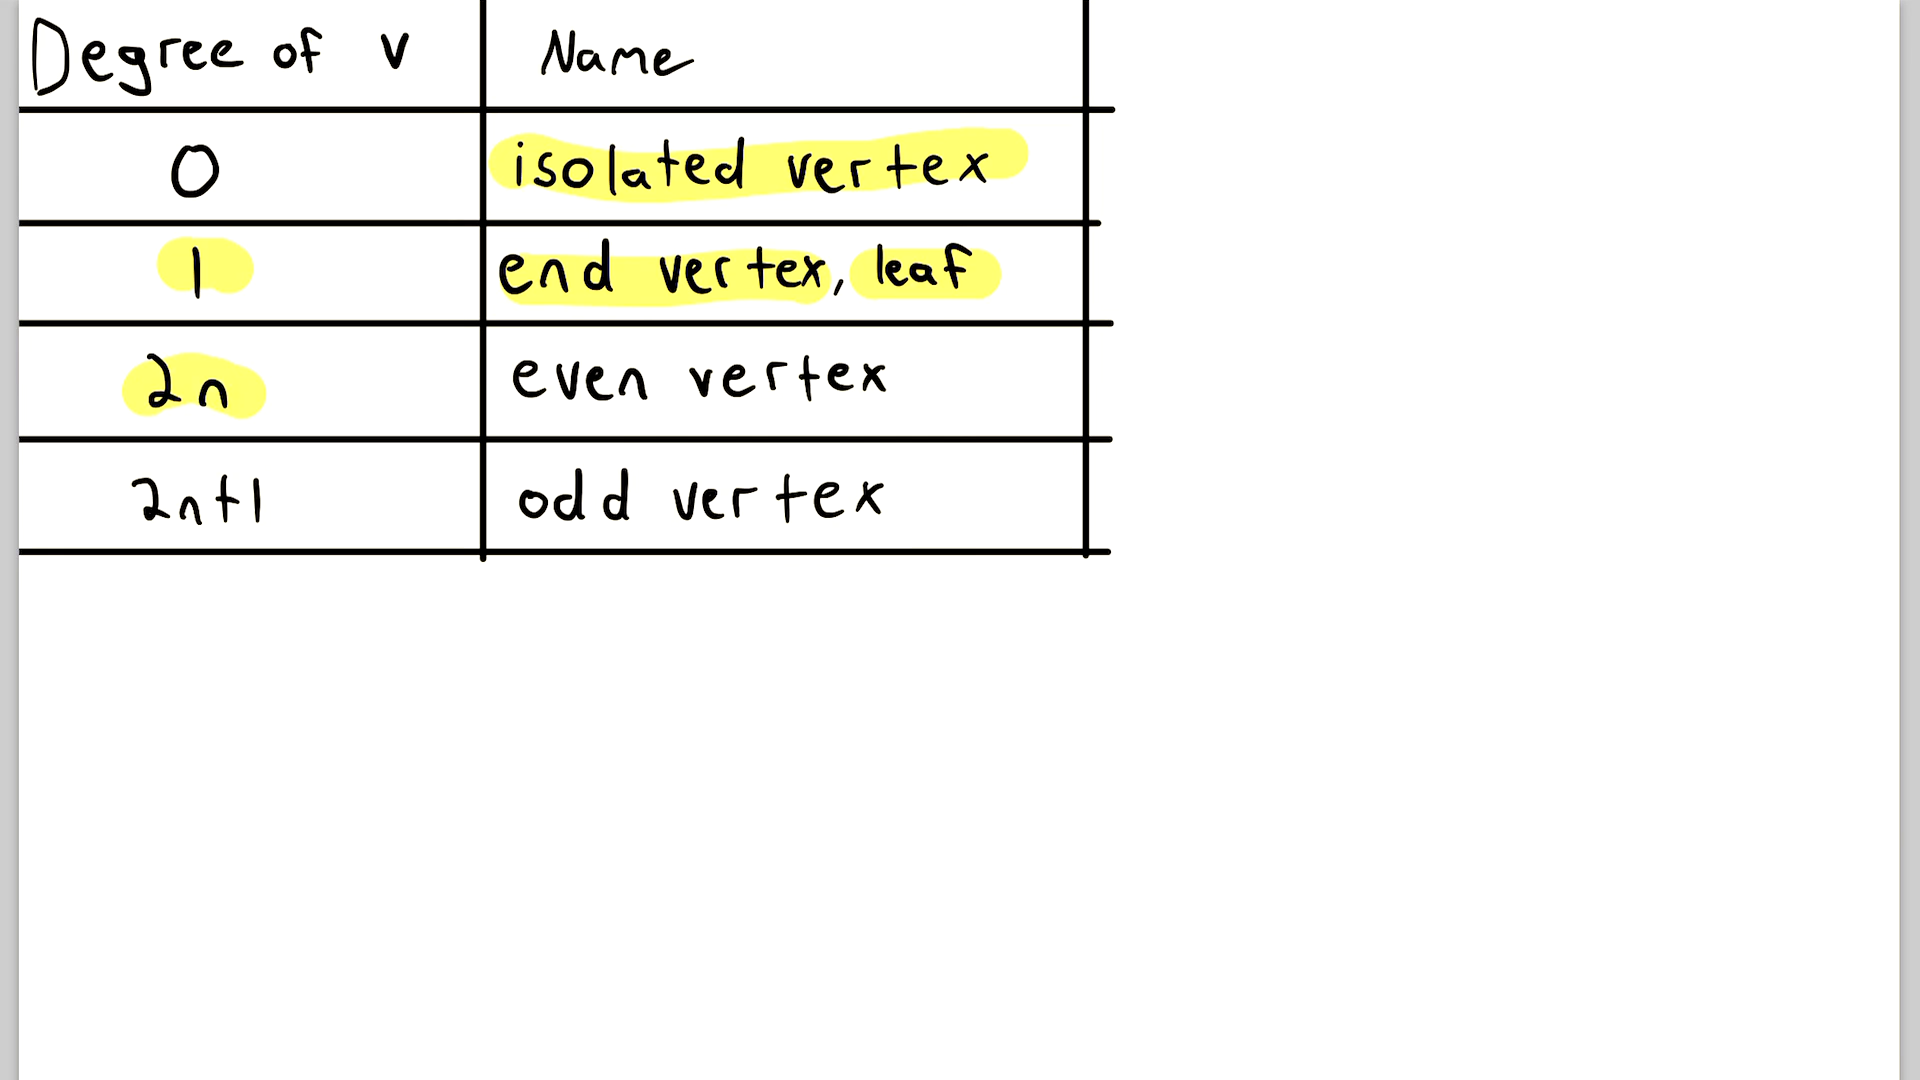 Degree of v Name
0 isolated vertex
1 end vertex, leaf
2n even vertex
2n+1 odd vertex